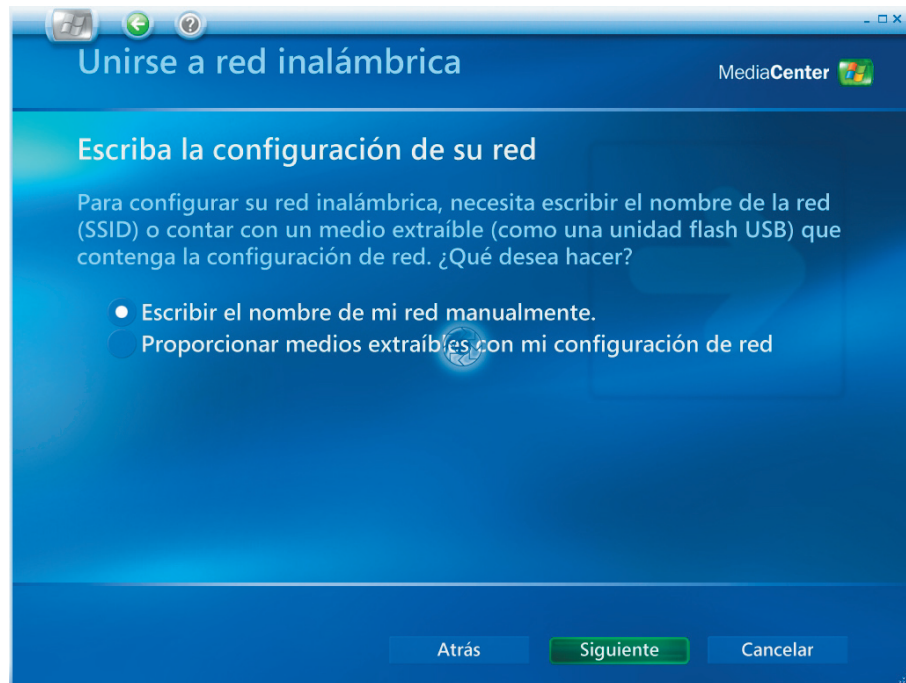 Unirse a red inalámbrica
MediaCenter
Escriba la configuración de su red
Para configurar su red inalámbrica, necesita escribir el nombre de la red
(SSID) o contar con un medio extraíble (como una unidad flash USB) que
contenga la configuración de red. ¿Qué desea hacer?
Escribir el nombre de mi red manualmente.
Proporcionar medios extraíbles con mi configuración de red
Atrás Siguiente Cancelar